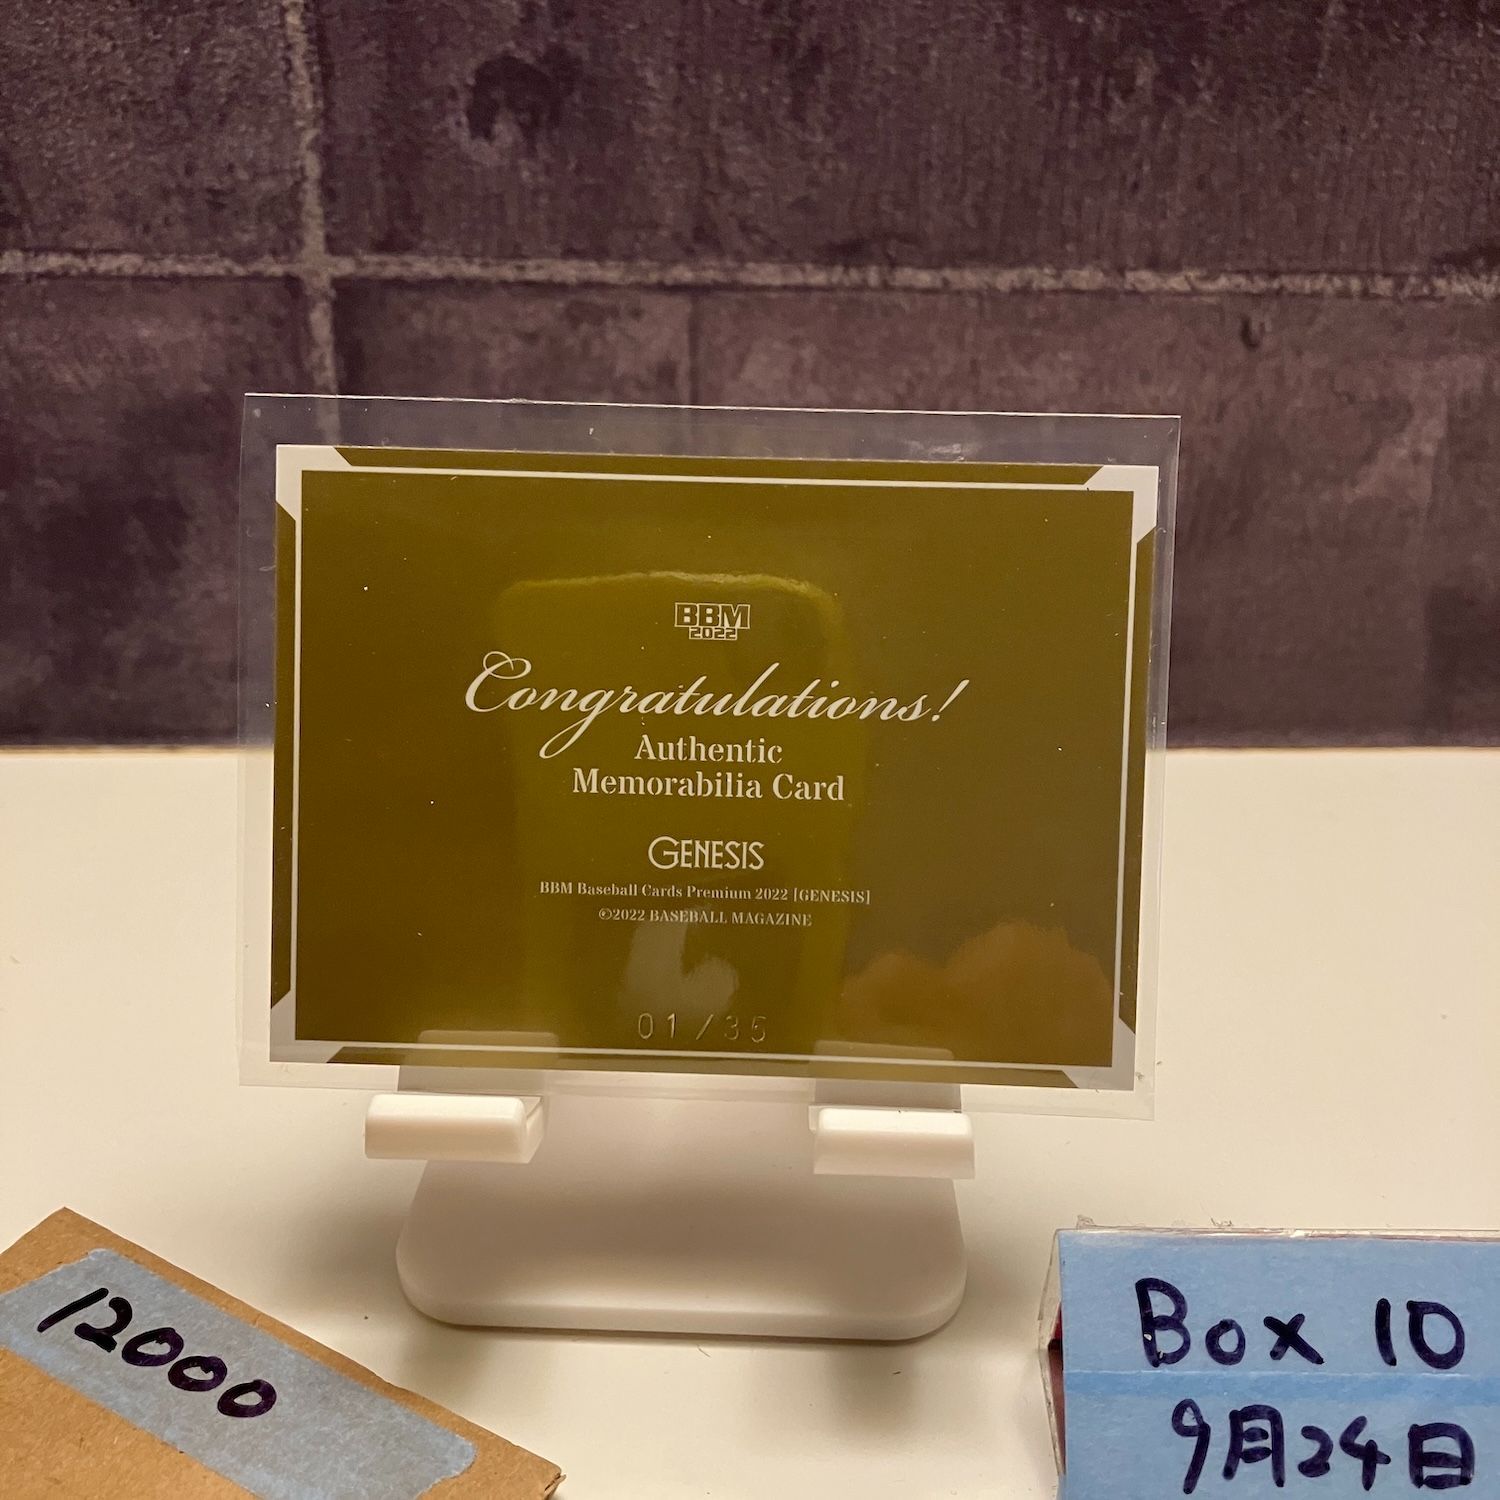 BBM
2022
Congratulations!
Authentic
Memorabilia Card
GENESIS
BBM Baseball Cards Premium 2022 [GENESIS]
©2022 BASEBALL MAGAZINE
01/35
12000
Box 10
9月24日